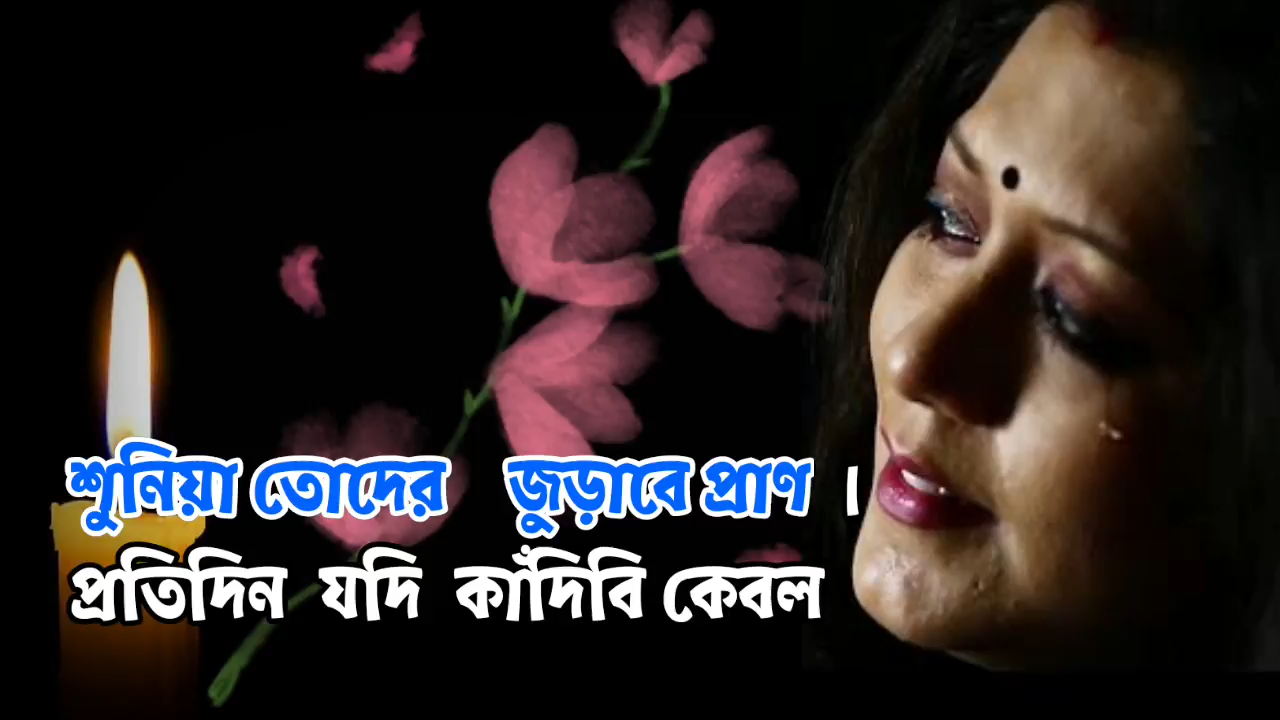 শুনিয়া তোদের জুড়াবে প্রাণ ।
প্রতিদিন যদি কাঁদিবি কেবল